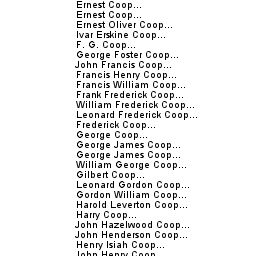 Ernest Coop...
Ernest Coop...
Ernest Oliver Coop...
Ivar Erskine Coop...
F. G. Coop...
George Foster Coop...
John Francis Coop...
Francis Henry Coop...
Francis William Coop...
Frank Frederick Coop...
William Frederick Coop...
Leonard Frederick Coop...
Frederick Coop...
George Coop...
George James Coop...
George James Coop...
William George Coop...
Gilbert Coop...
Leonard Gordon Coop...
Gordon William Coop...
Harold Leverton Coop...
Harry Coop...
John Hazelwood Coop...
John Henderson Coop...
Henry Isiah Coop...
John Henry Coop